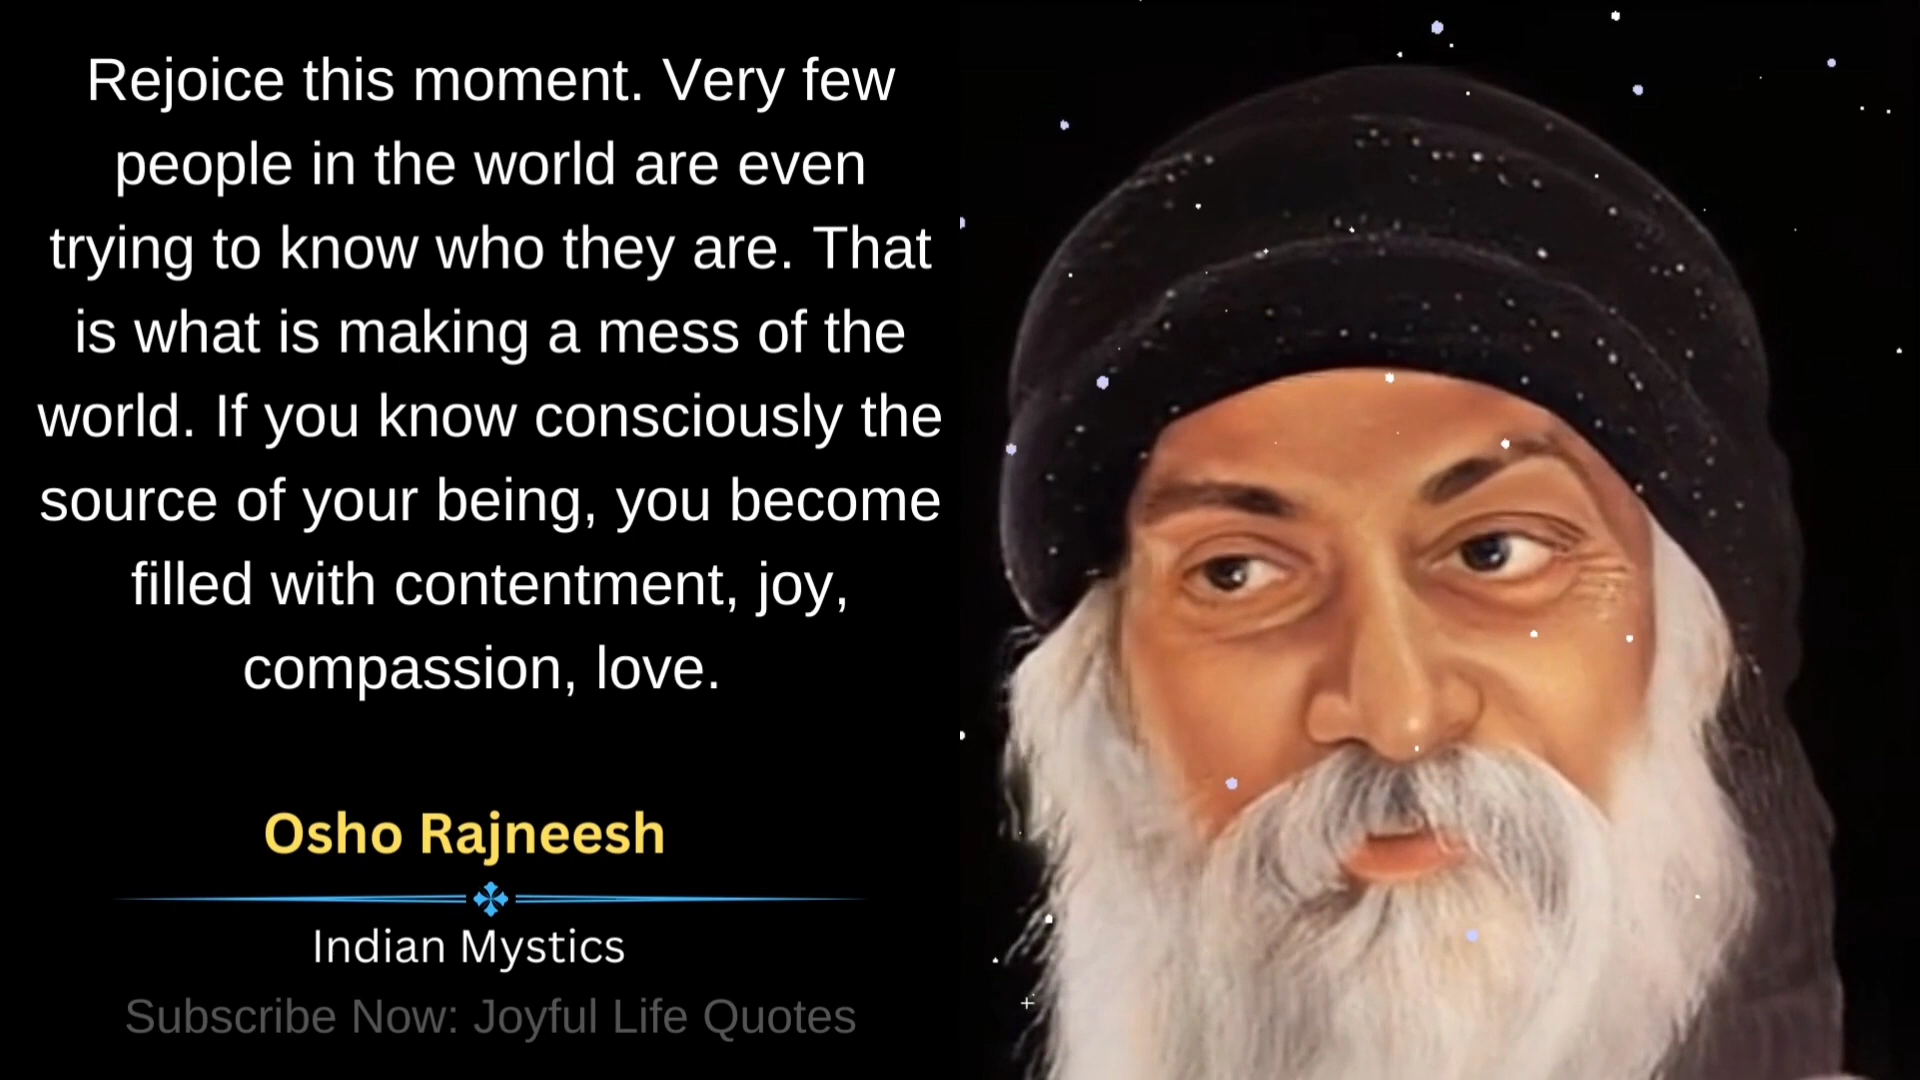 Rejoice this moment. Very few
people in the world are even
trying to know who they are. That
is what is making a mess of the
world. If you know consciously the
source of your being, you become
filled with contentment, joy,
compassion, love.
Osho Rajneesh
Indian Mystics
Subscribe Now: Joyful Life Quotes